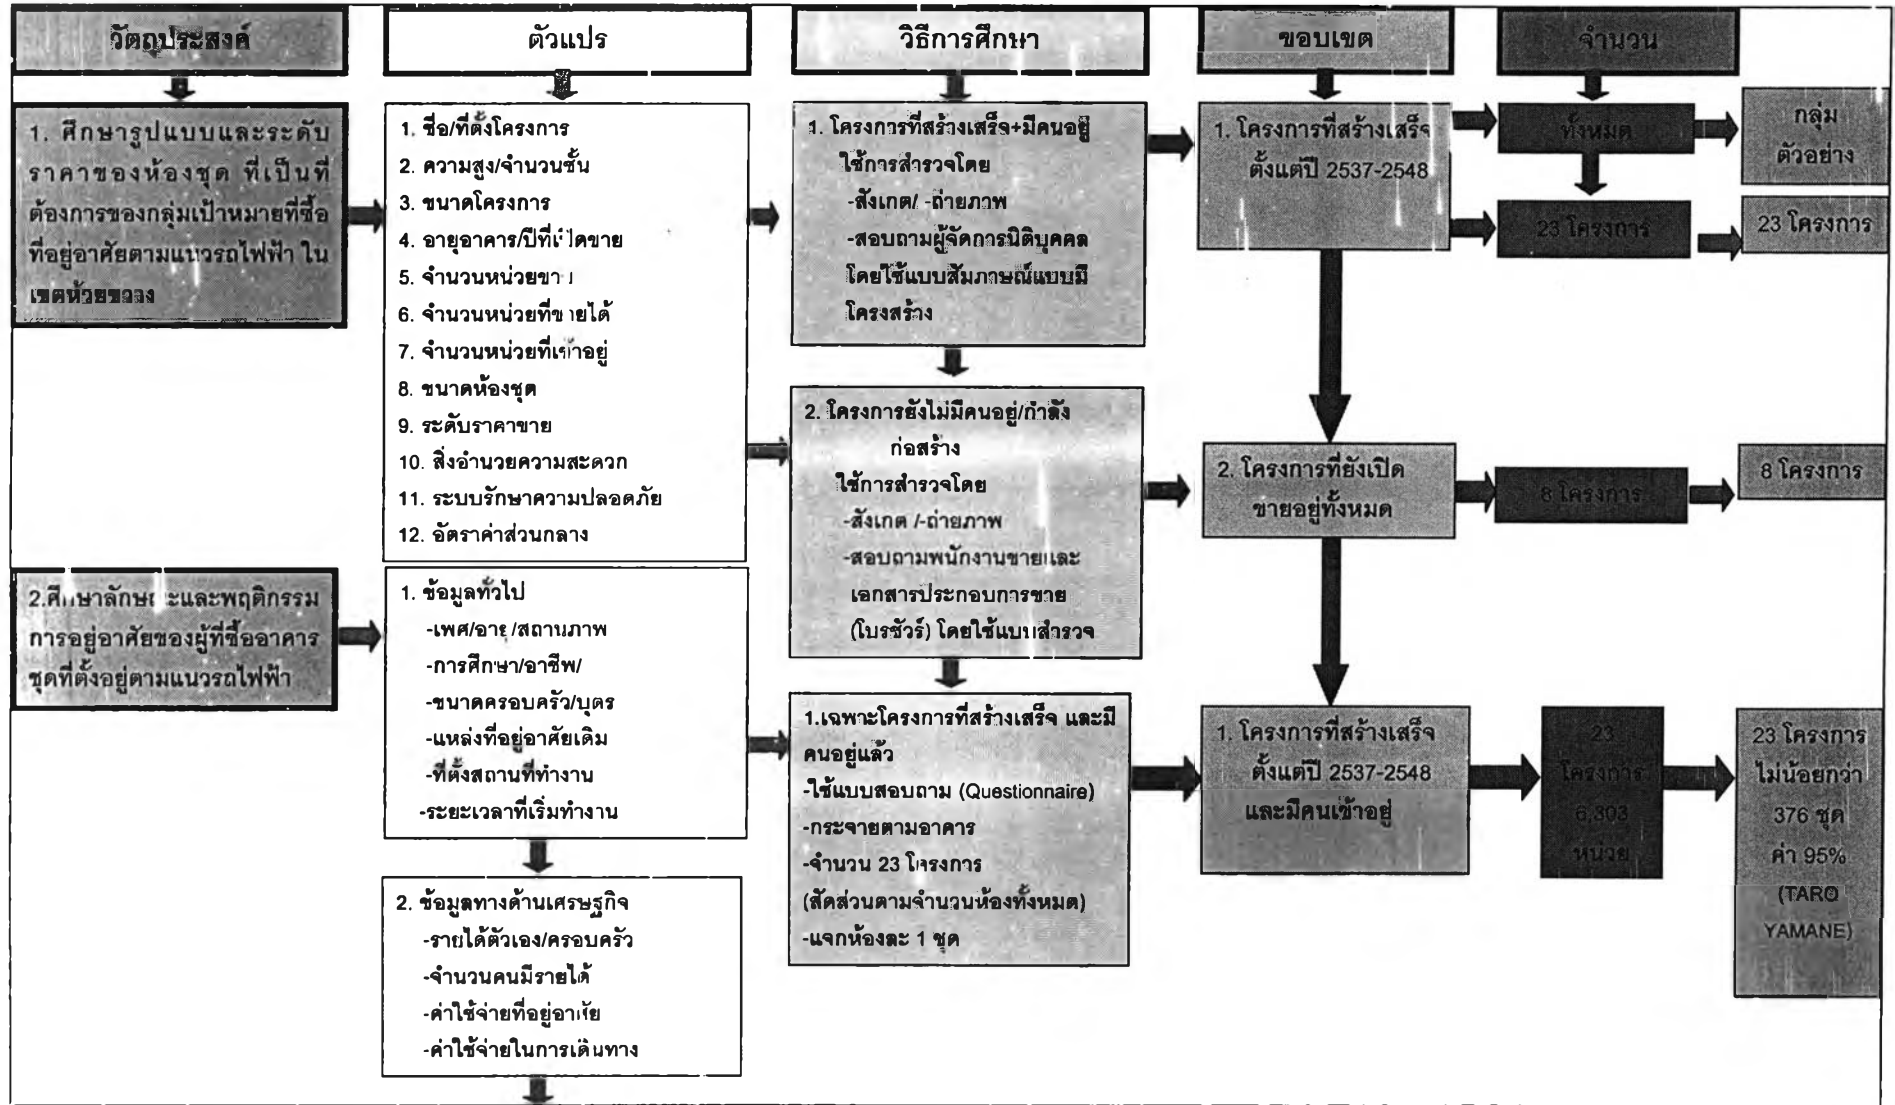 วัตถุประสงค์
ตัวแปร
วิธีการศึกษา
ขอบเขต
จำนวน
1. ศึกษารูปแบบและระดับ
ราคาของห้องชุด ที่เป็นที่
ต้องการของกลุ่มเป้าหมายที่ซื้อ
ที่อยู่อาศัยตามแนวรถไฟฟ้า ใน
เขตห้วยขวาง
1. ชื่อ/ที่ตั้งโครงการ
2. ความสูง/จำนวนชั้น
3. ขนาดโครงการ
4. อายุอาคาร/ปีที่เปิดขาย
5. จำนวนหน่วยขาย
6. จำนวนหน่วยที่ขายได้
7. จำนวนหน่วยที่เข้าอยู่
8. ขนาดห้องชุด
9. ระดับราคาขาย
10. สิ่งอำนวยความสะดวก
11. ระบบรักษาความปลอดภัย
12. อัตราค่าส่วนกลาง
1. โครงการที่สร้างเสร็จ+มีคนอยู่
ใช้การสำรวจโดย
-สังเกต/ -ถ่ายภาพ
-สอบถามผู้จัดการนิติบุคคล
โดยใช้แบบสัมภาษณ์แบบมี
โครงสร้าง
1. โครงการที่สร้างเสร็จ
ตั้งแต่ปี 2537-2548
ทั้งหมด
23 โครงการ
กลุ่ม
ตัวอย่าง
23 โครงการ
2. โครงการยังไม่มีคนอยู่/กำลัง
ก่อสร้าง
ใช้การสำรวจโดย
-สังเกต /-ถ่ายภาพ
-สอบถามพนักงานขายและ
เอกสารประกอบการขาย
(โบรชัวร์) โดยใช้แบบสำรวจ
2. โครงการที่ยังเปิด
ขายอยู่ทั้งหมด
8 โครงการ
8 โครงการ
2.ศึกษาลักษณะและพฤติกรรม
การอยู่อาศัยของผู้ที่ซื้ออาคาร
ชุดที่ตั้งอยู่ตามแนวรถไฟฟ้า
1. ข้อมูลทั่วไป
-เพศ/อายุ/สถานภาพ
-การศึกษา/อาชีพ/
-ขนาดครอบครัว/บุตร
-แหล่งที่อยู่อาศัยเดิม
-ที่ตั้งสถานที่ทำงาน
-ระยะเวลาที่เริ่มทำงาน
1.เฉพาะโครงการที่สร้างเสร็จ และมี
คนอยู่แล้ว
-ใช้แบบสอบถาม (Questionnaire)
-กระจายตามอาคาร
-จำนวน 23 โครงการ
(สัดส่วนตามจำนวนห้องทั้งหมด)
-แจกห้องละ 1 ชุด
1. โครงการที่สร้างเสร็จ
ตั้งแต่ปี 2537-2548
และมีคนเข้าอยู่
23
โครงการ
6,303
หน่วย
23 โครงการ
ไม่น้อยกว่า
376 ชุด
ค่า 95%
(TARO
YAMANE)
2. ข้อมูลทางด้านเศรษฐกิจ
-รายได้ตัวเอง/ครอบครัว
-จำนวนคนมีรายได้
-ค่าใช้จ่ายที่อยู่อาศัย
-ค่าใช้จ่ายในการเดินทาง